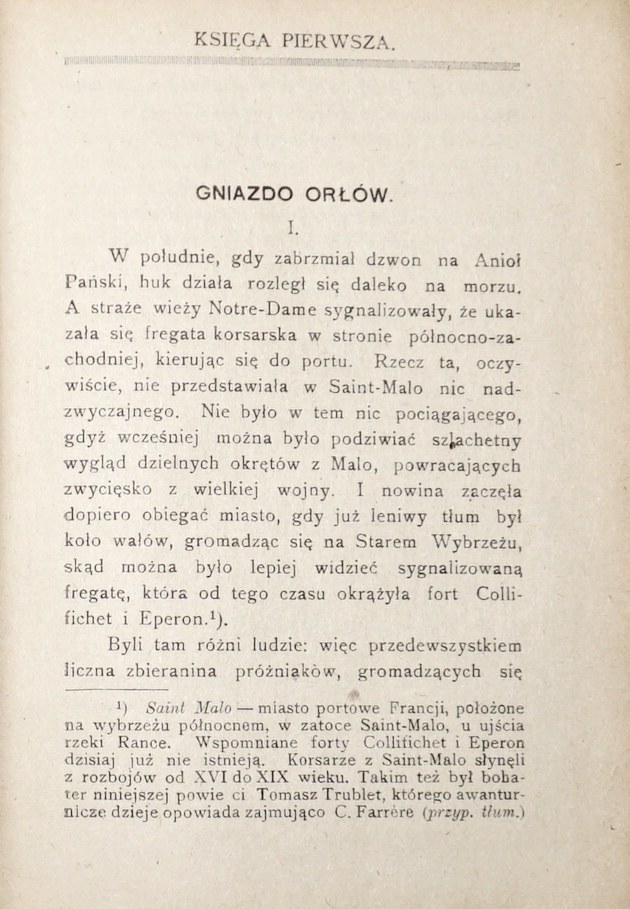 KSIĘGA PIERWSZA.
GNIAZDO ORŁÓW.
I.
W południe, gdy zabrzmiał dzwon na Anioł
Pański, huk działa rozległ się daleko na morzu.
A straże wieży Notre-Dame sygnalizowały, że uka-
zała się fregata korsarska w stronie północno-za-
chodniej, kierując się do portu. Rzecz ta, oczy-
wiście, nie przedstawiała w Saint-Malo nic nad-
zwyczajnego. Nie było w tem nic pociągającego,
gdyż wcześniej można było podziwiać szlachetny
wygląd dzielnych okrętów z Malo, powracających
zwycięsko z wielkiej wojny. I nowina zaczęła
dopiero obiegać miasto, gdy już leniwy tłum był
koło wałów, gromadząc się na Starem Wybrzeżu,
skąd można było lepiej widzieć sygnalizowaną
fregatę, która od tego czasu okrążyła fort Colli-
fichet i Eperon.¹).
Byli tam różni ludzie: więc przedewszystkiem
liczna zbieranina próżniaków, gromadzących się
¹) Saint Malo — miasto portowe Francji, położone
na wybrzeżu północnem, w zatoce Saint-Malo, u ujścia
rzeki Rance. Wspomniane forty Collifichet i Eperon
dzisiaj już nie istnieją. Korsarze z Saint-Malo słynęli
z rozbojów od XVI do XIX wieku. Takim też był boha-
ter niniejszej powie ci Tomasz Trublet, którego awantur-
nicze dzieje opowiada zajmująco C. Farrère (przyp. tłum.)